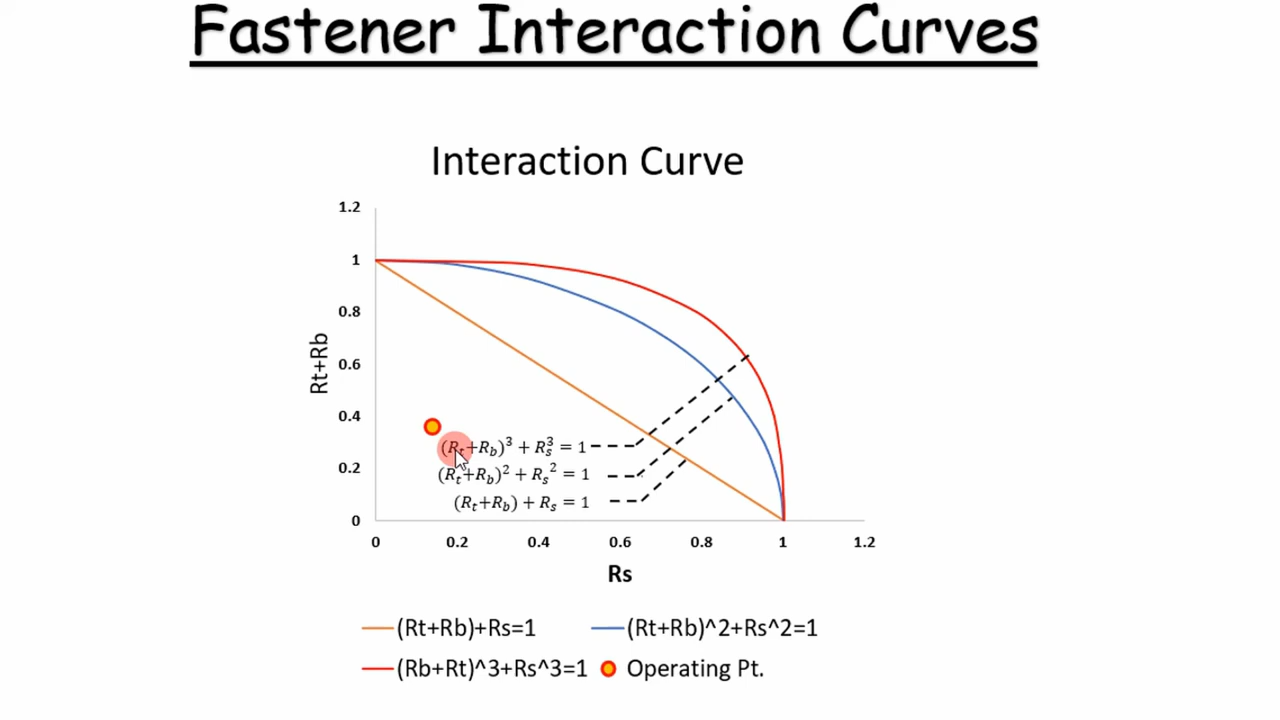 Fastener Interaction Curves
Interaction Curve
1.2
1
0.8
0.6
0.4
0.2
0
Rt+Rb
(Rₜ+R_b)³ + Rₛ³ = 1
(Rₜ+R_b)² + Rₛ² = 1
(Rₜ+R_b) + Rₛ = 1
0 0.2 0.4 0.6 0.8 1 1.2
Rs
(Rt+Rb)+Rs=1 (Rt+Rb)^2+Rs^2=1
(Rb+Rt)^3+Rs^3=1 Operating Pt.